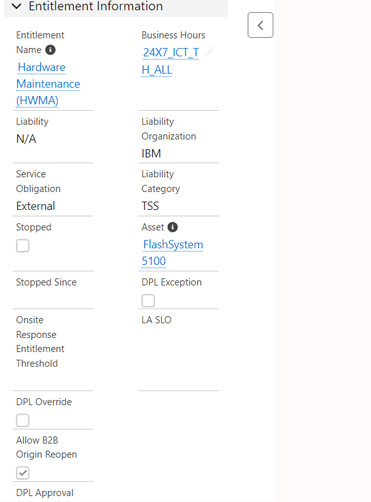 Entitlement Information
Entitlement
Name
Hardware
Maintenance
(HWMA)
Business Hours
24X7_ICT_T
H_ALL
Liability
N/A
Liability
Organization
IBM
Service
Obligation
External
Liability
Category
TSS
Stopped
Asset
FlashSystem
5100
Stopped Since
DPL Exception
Onsite
Response
Entitlement
Threshold
LA SLO
DPL Override
Allow B2B
Origin Reopen
DPL Approval